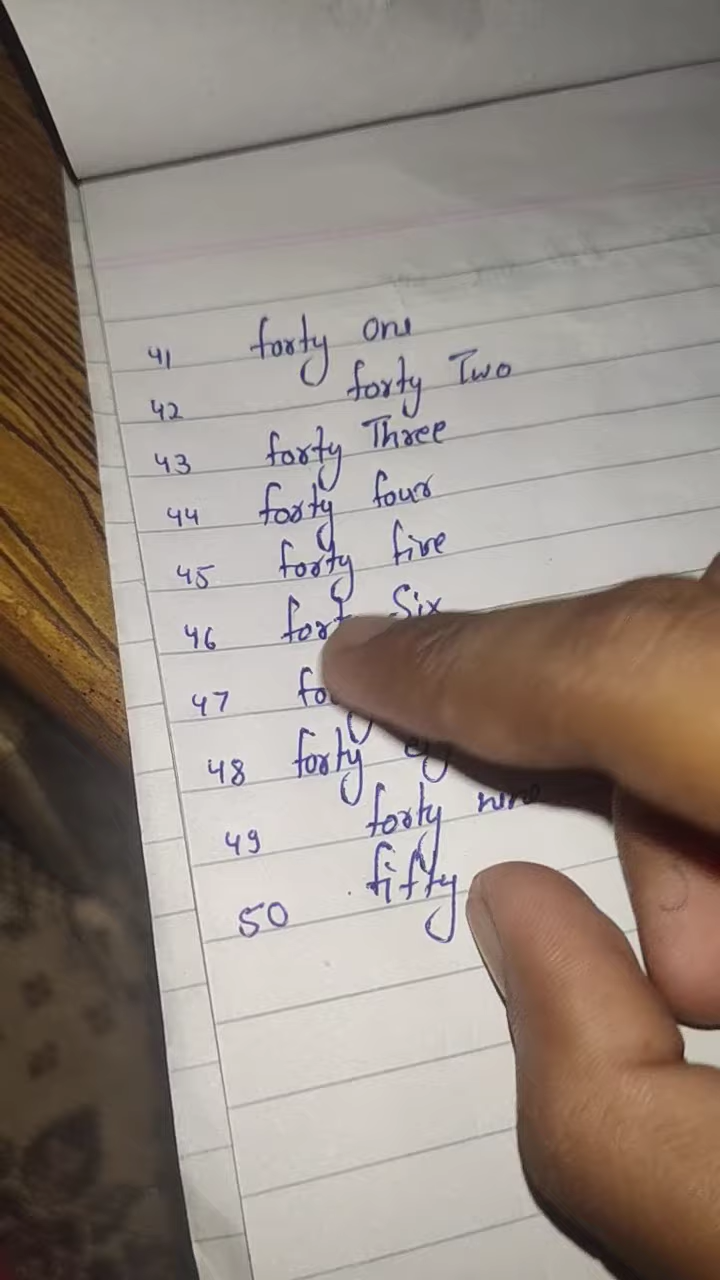 41 forty One
42 forty Two
43 forty Three
44 forty four
45 forty five
46 Six
47
48 forty
49 forty nine
50 fifty